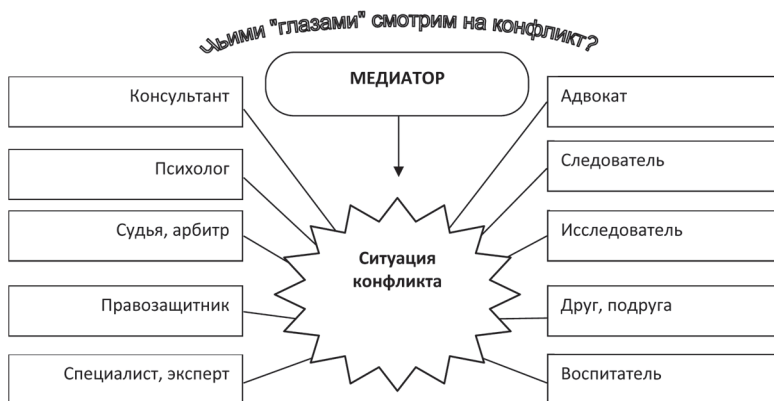 Чьими "глазами" смотрим на конфликт?
МЕДИАТОР
Консультант
Психолог
Судья, арбитр
Правозащитник
Специалист, эксперт
Ситуация
конфликта
Адвокат
Следователь
Исследователь
Друг, подруга
Воспитатель